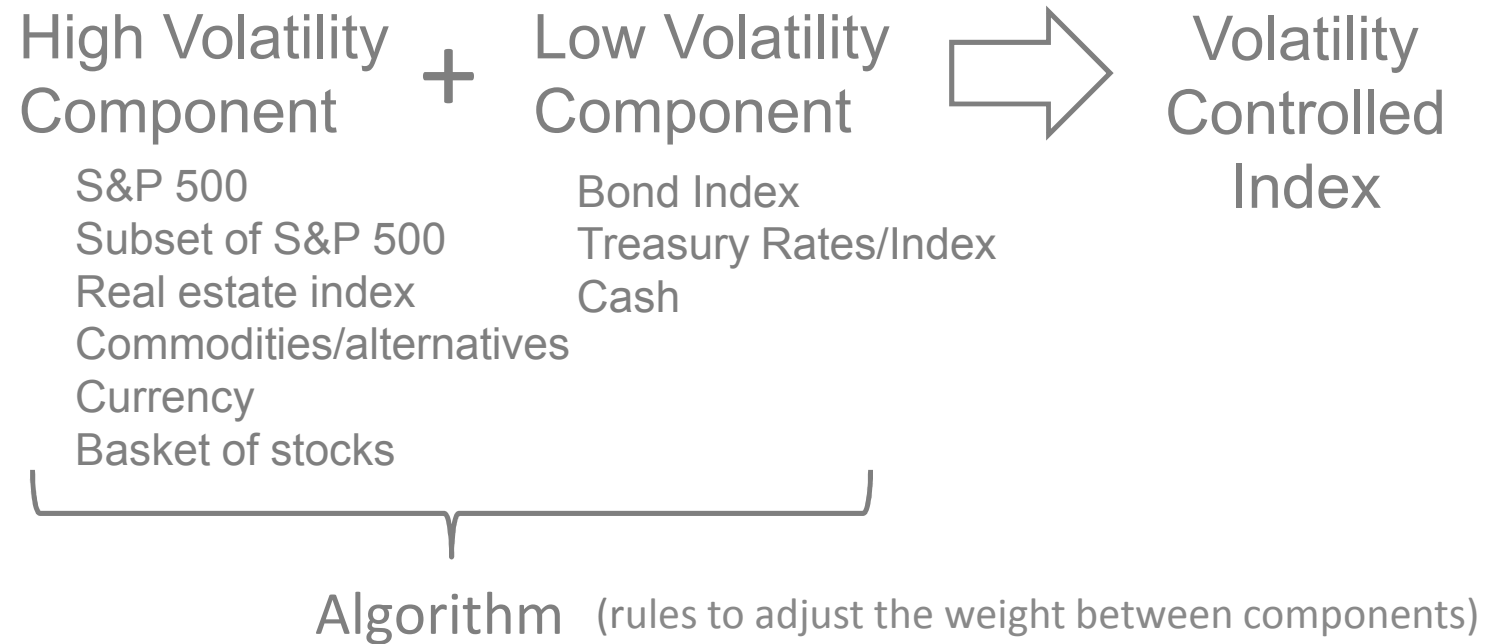 High Volatility
Component
+
Low Volatility
Component
Volatility
Controlled
Index
S&P 500
Subset of S&P 500
Real estate index
Commodities/alternatives
Currency
Basket of stocks
Bond Index
Treasury Rates/Index
Cash
Algorithm (rules to adjust the weight between components)